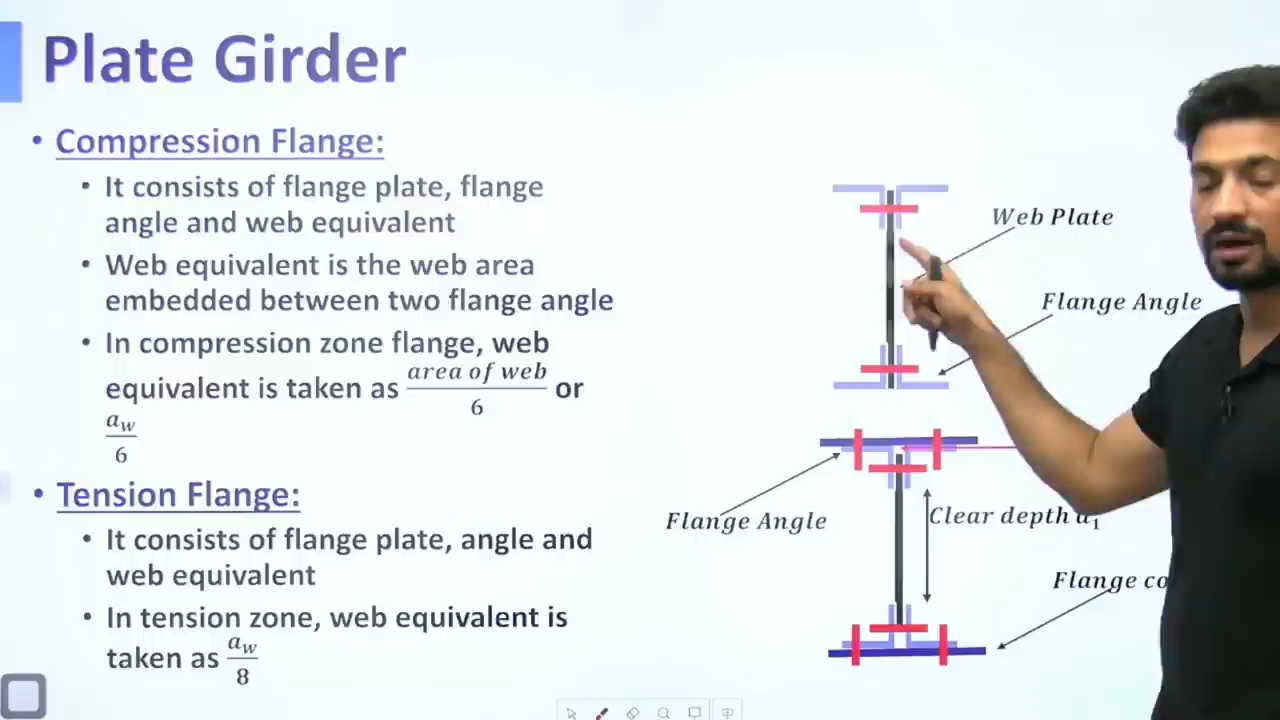 Plate Girder
• Compression Flange:
• It consists of flange plate, flange
angle and web equivalent
• Web equivalent is the web area
embedded between two flange angle
• In compression zone flange, web
equivalent is taken as area of web/6 or
a_w/6
• Tension Flange:
• It consists of flange plate, angle and
web equivalent
• In tension zone, web equivalent is
taken as a_w/8
Web Plate
Flange Angle
Flange Angle
Clear depth d₁
Flange